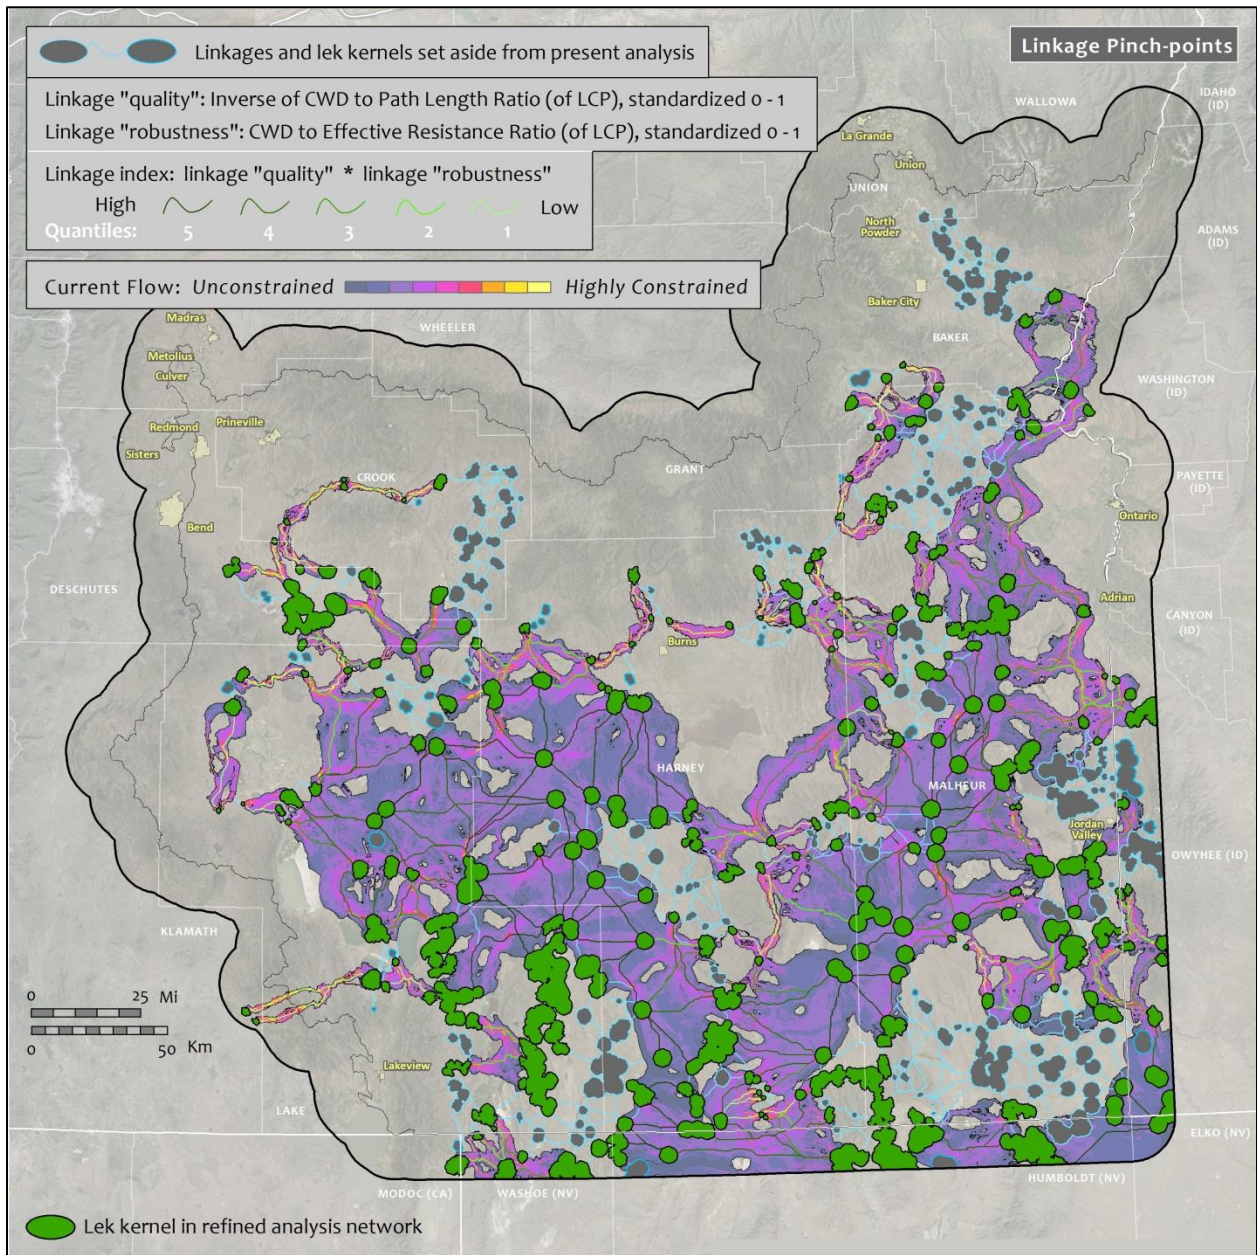 Linkages and lek kernels set aside from present analysis
Linkage Pinch-points
Linkage "quality": Inverse of CWD to Path Length Ratio (of LCP), standardized 0 - 1
Linkage "robustness": CWD to Effective Resistance Ratio (of LCP), standardized 0 - 1
Linkage index: linkage "quality" * linkage "robustness"
High
Low
Quantiles: 5 4 3 2 1
Current Flow: Unconstrained
Highly Constrained
IDAHO
(ID)
WALLOWA
La Grande
Union
UNION
North
Powder
ADAMS
(ID)
Baker City
BAKER
Madras
WHEELER
Metolius
Culver
WASHINGTON
(ID)
Redmond
Prineville
Sisters
CROOK
GRANT
PAYETTE
(ID)
Bend
Ontario
DESCHUTES
Adrian
CANYON
(ID)
Burns
HARNEY
MALHEUR
Jordan
Valley
OWYHEE (ID)
KLAMATH
0 25 Mi
0 50 Km
Lakeview
LAKE
ELKO (NV)
MODOC (CA)
WASHOE (NV)
HUMBOLDT (NV)
Lek kernel in refined analysis network